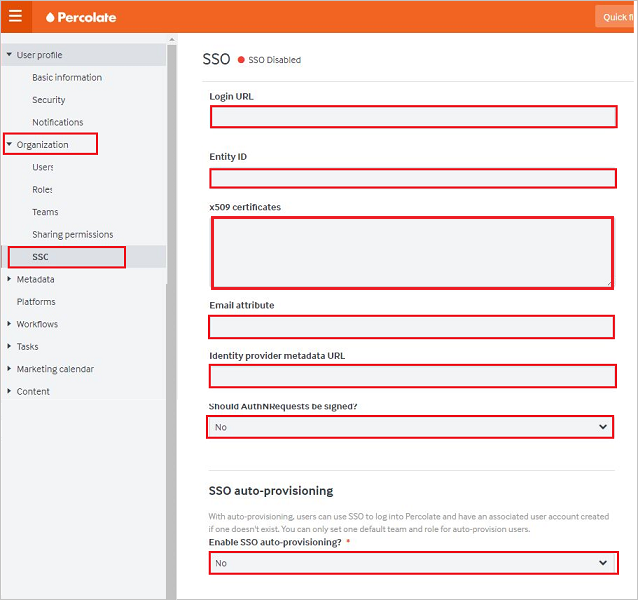 Percolate
Quick fi
User profile
Basic information
Security
Notifications
Organization
Users
Roles
Teams
Sharing permissions
SSC
Metadata
Platforms
Workflows
Tasks
Marketing calendar
Content
SSO SSO Disabled
Login URL
Entity ID
x509 certificates
Email attribute
Identity provider metadata URL
Should AuthNRequests be signed?
No
SSO auto-provisioning
With auto-provisioning, users can use SSO to log into Percolate and have an associated user account created
if one doesn't exist. You can only set one default team and role for auto-provision users.
Enable SSO auto-provisioning? *
No